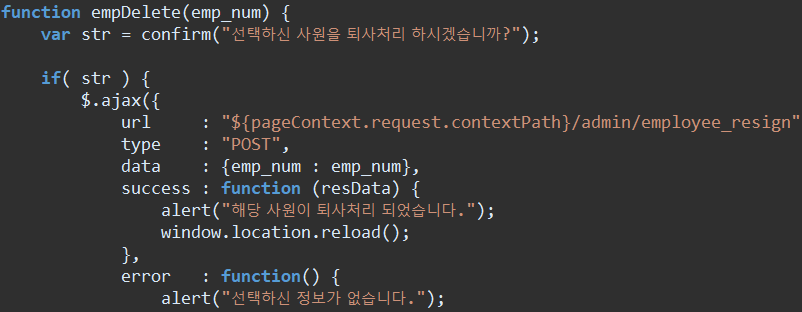 function empDelete(emp_num) {
    var str = confirm("선택하신 사원을 퇴사처리 하시겠습니까?");

    if( str ) {
        $.ajax({
            url     : "${pageContext.request.contextPath}/admin/employee_resign"
            type    : "POST",
            data    : {emp_num : emp_num},
            success : function (resData) {
                alert("해당 사원이 퇴사처리 되었습니다.");
                window.location.reload();
            },
            error   : function() {
                alert("선택하신 정보가 없습니다.");